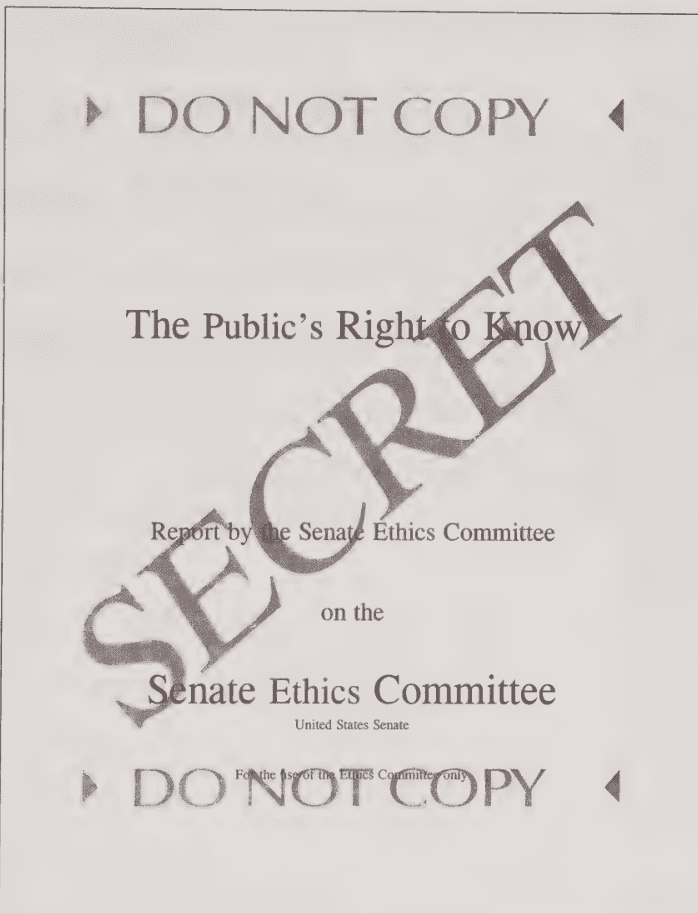 DO NOT COPY
The Public's Right to Know
SECRET
Report by the Senate Ethics Committee
on the
Senate Ethics Committee
United States Senate
For the use of the Ethics Committee only
DO NOT COPY